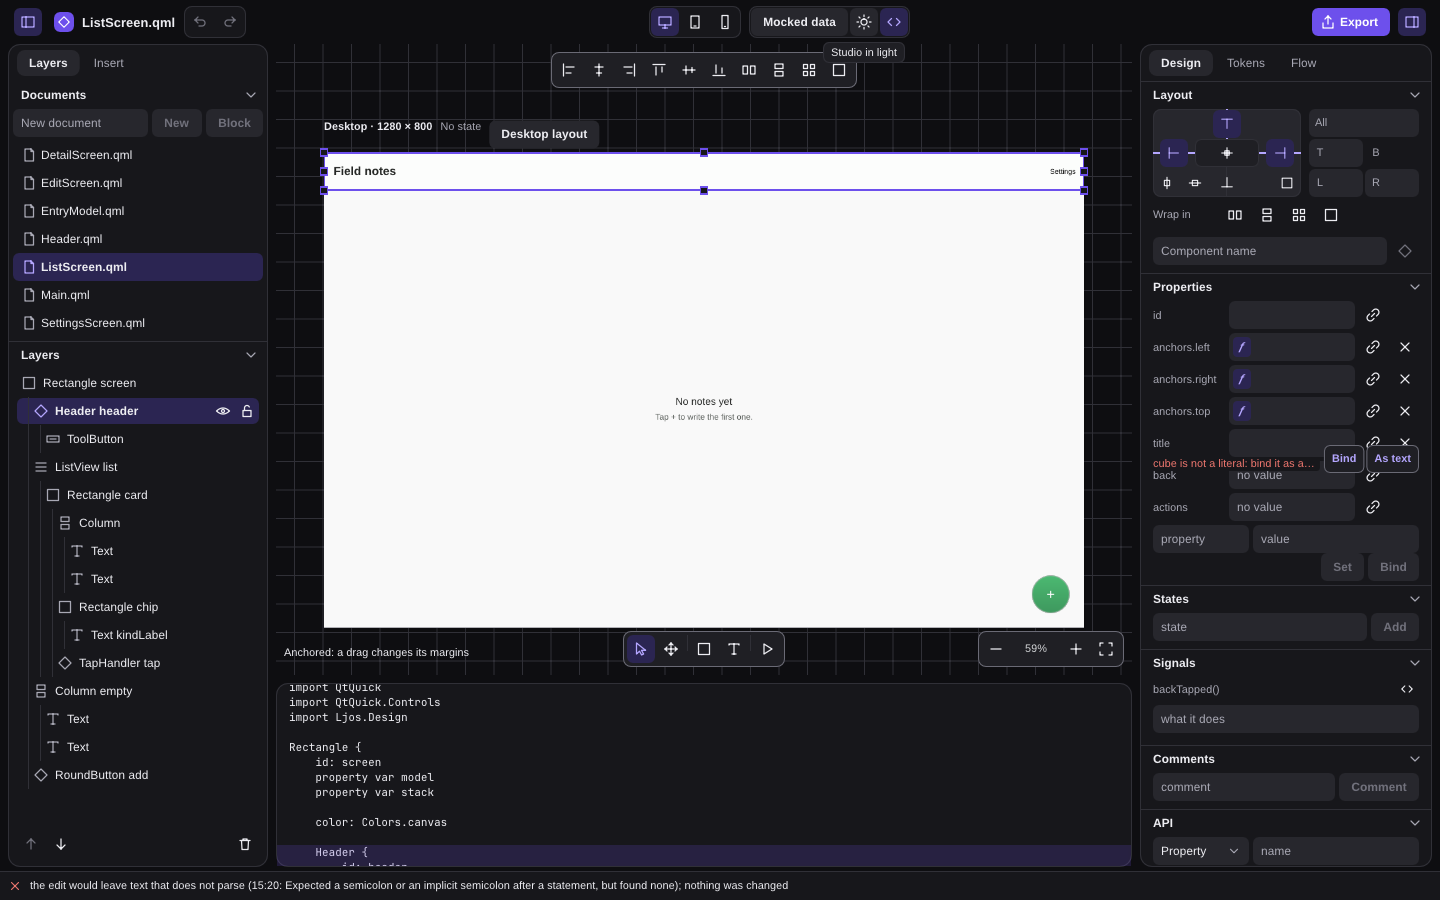 ListScreen.qml
Mocked data
Export
Studio in light
Layers
Insert
Documents
New document
New
Block
DetailScreen.qml
EditScreen.qml
EntryModel.qml
Header.qml
ListScreen.qml
Main.qml
SettingsScreen.qml
Layers
Rectangle screen
Header header
ToolButton
ListView list
Rectangle card
Column
Text
Text
Rectangle chip
Text kindLabel
TapHandler tap
Column empty
Text
Text
RoundButton add
Desktop · 1280 × 800 No state
Desktop layout
Field notes
Settings
No notes yet
Tap + to write the first one.
+
Anchored: a drag changes its margins
59%
import QtQuick
import QtQuick.Controls
import Ljos.Design
Rectangle {
id: screen
property var model
property var stack
color: Colors.canvas
Header {
id: header
Design
Tokens
Flow
Layout
All
T
B
L
R
Wrap in
Component name
Properties
id
anchors.left
anchors.right
anchors.top
title
cube is not a literal: bind it as a…
Bind
As text
back
no value
actions
no value
property
value
Set
Bind
States
state
Add
Signals
backTapped()
what it does
Comments
comment
Comment
API
Property
name
the edit would leave text that does not parse (15:20: Expected a semicolon or an implicit semicolon after a statement, but found none); nothing was changed